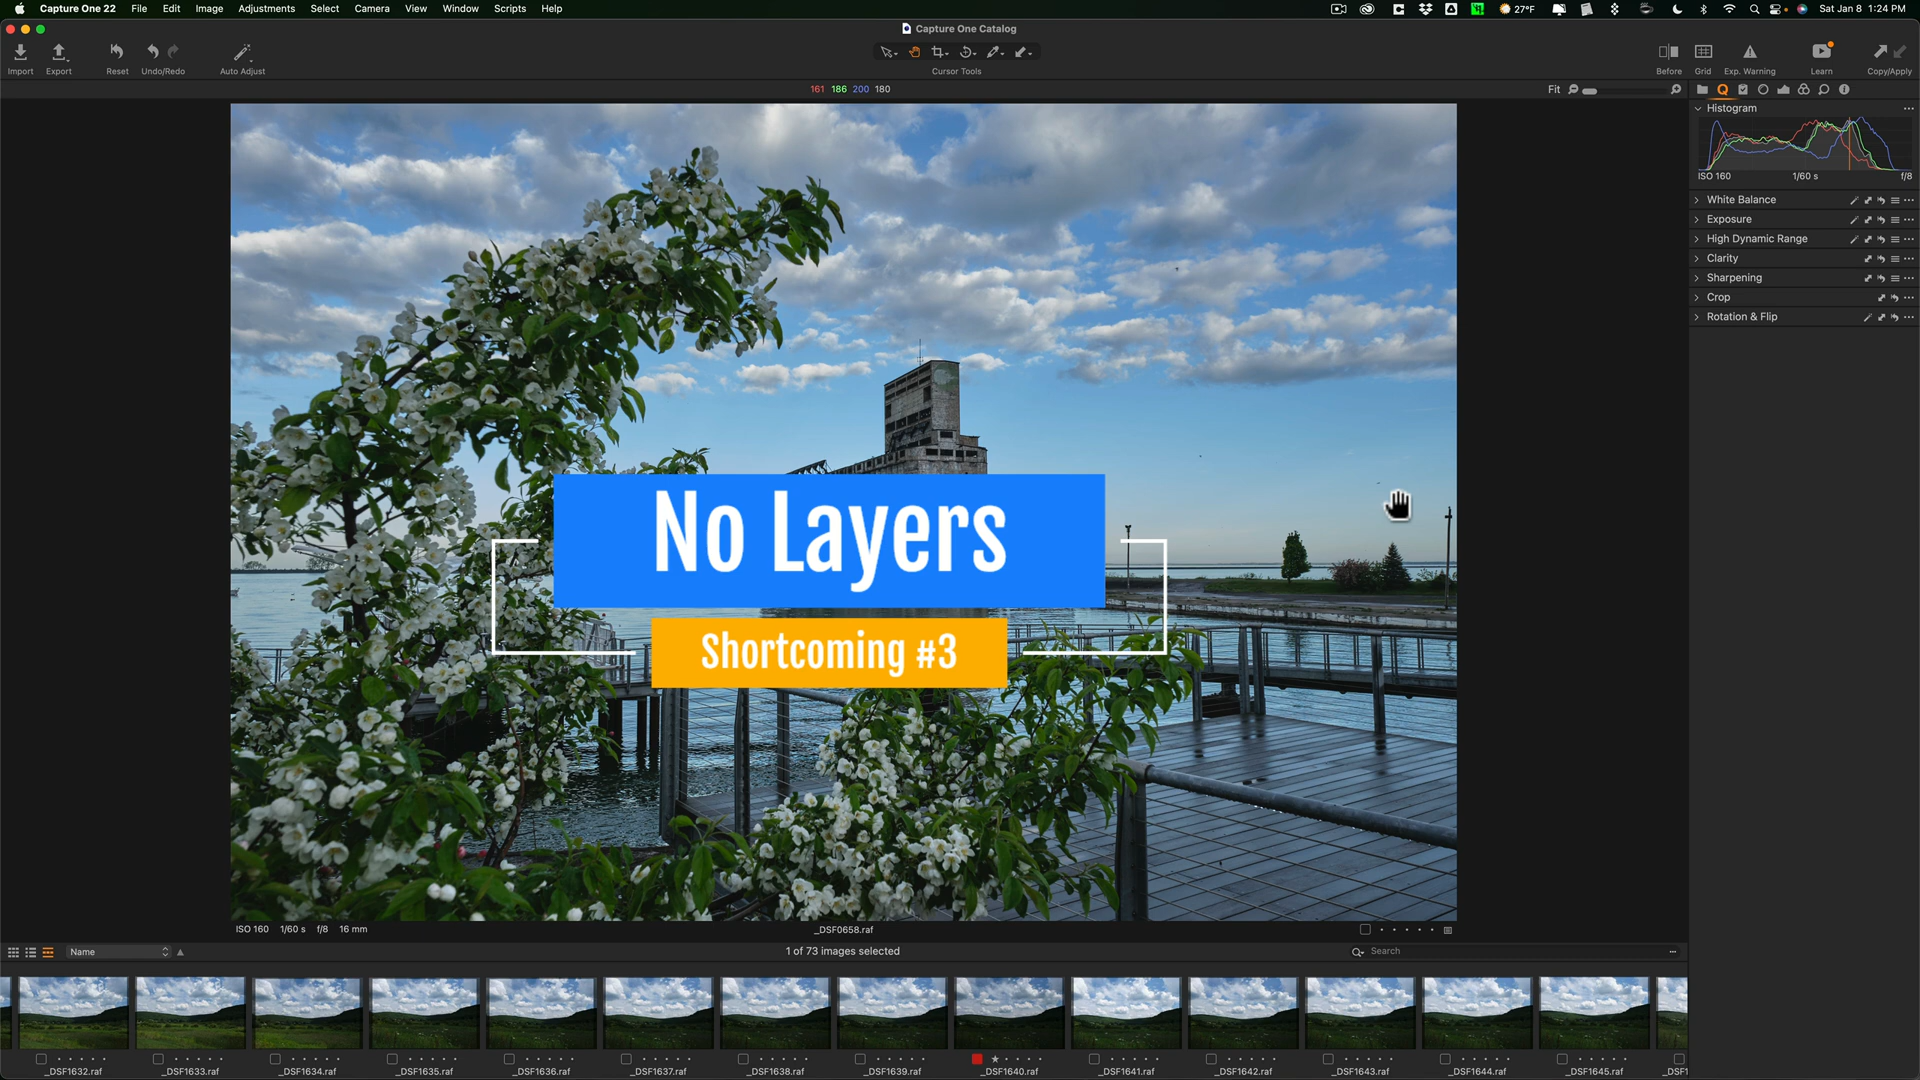 Capture One 22 File Edit Image Adjustments Select Camera View Window Scripts Help
27°F Sat Jan 8 1:24 PM
Capture One Catalog
Import Export Reset Undo/Redo Auto Adjust Cursor Tools Before Grid Exp. Warning Learn Copy/Apply
161 186 200 180 Fit
Histogram
ISO 160 1/60 s f/8
White Balance
Exposure
High Dynamic Range
Clarity
Sharpening
Crop
Rotation & Flip
No Layers
Shortcoming #3
ISO 160 1/60 s f/8 16 mm _DSF0658.raf
Name 1 of 73 images selected Search
_DSF1632.raf _DSF1633.raf _DSF1634.raf _DSF1635.raf _DSF1636.raf _DSF1637.raf _DSF1638.raf _DSF1639.raf _DSF1640.raf _DSF1641.raf _DSF1642.raf _DSF1643.raf _DSF1644.raf _DSF1645.raf _DSF1